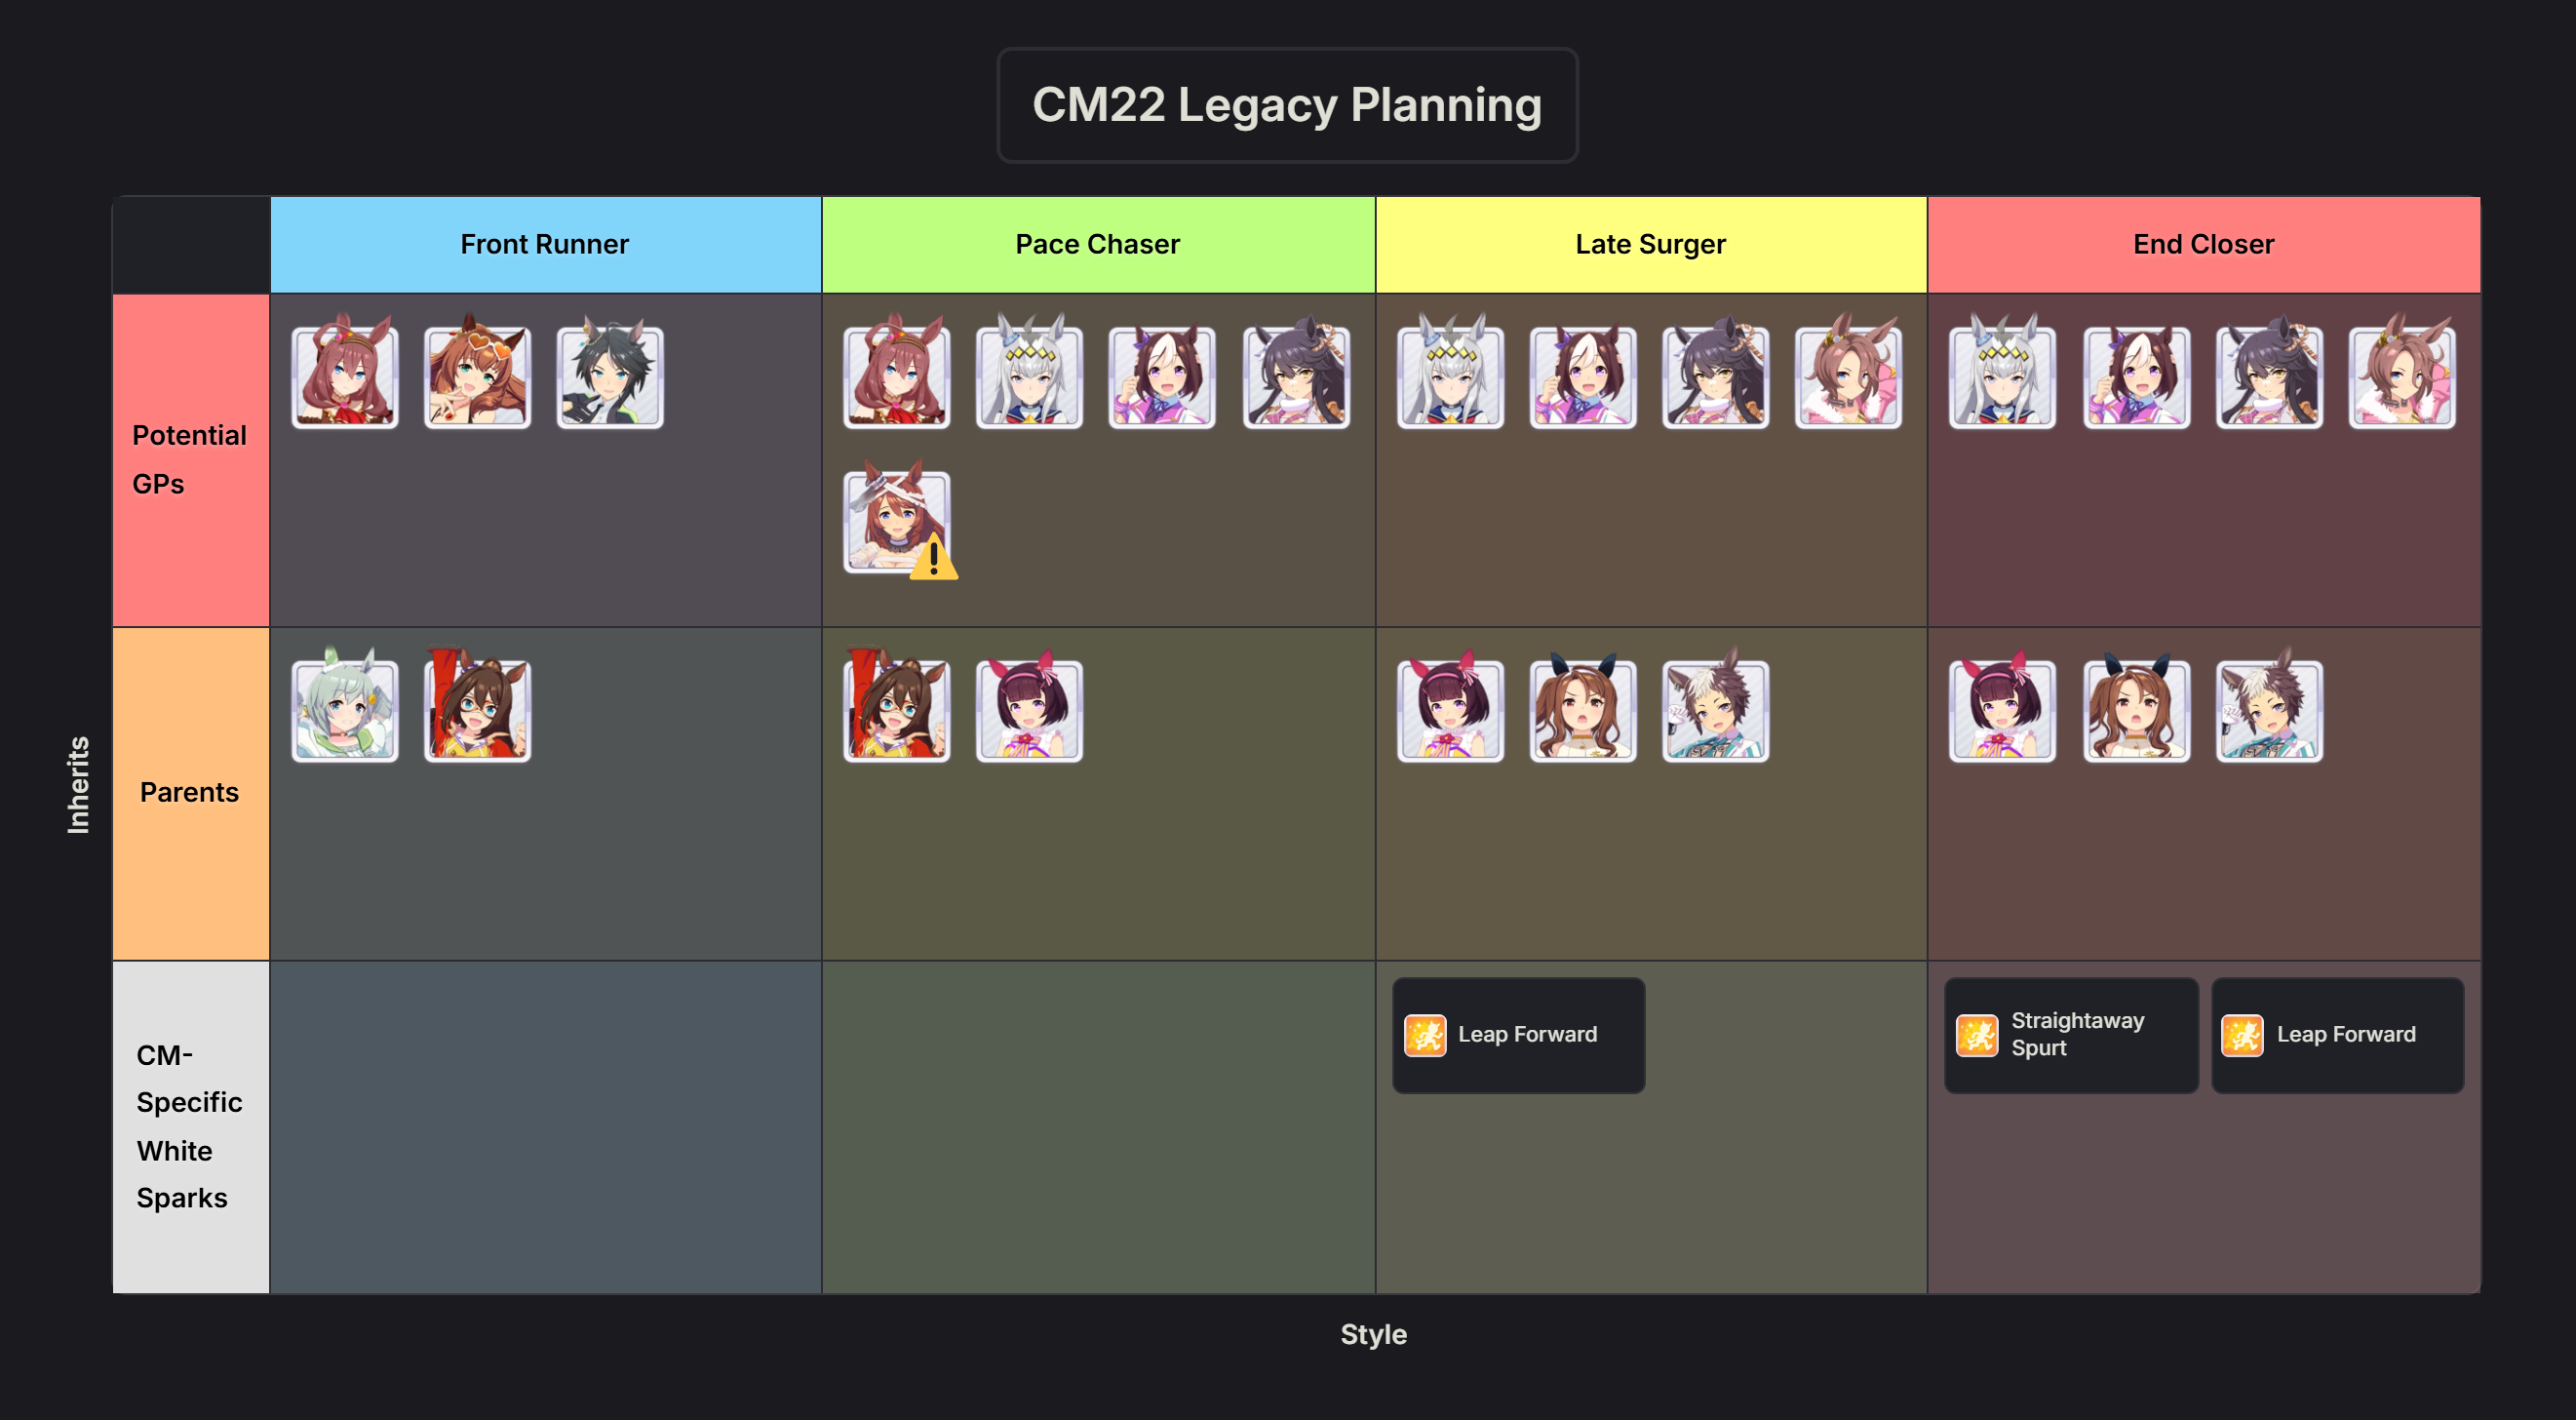 CM22 Legacy Planning
Front Runner
Pace Chaser
Late Surger
End Closer
Potential
GPs
Inherits
Parents
CM-
Specific
White
Sparks
Leap Forward
Straightaway
Spurt
Leap Forward
Style